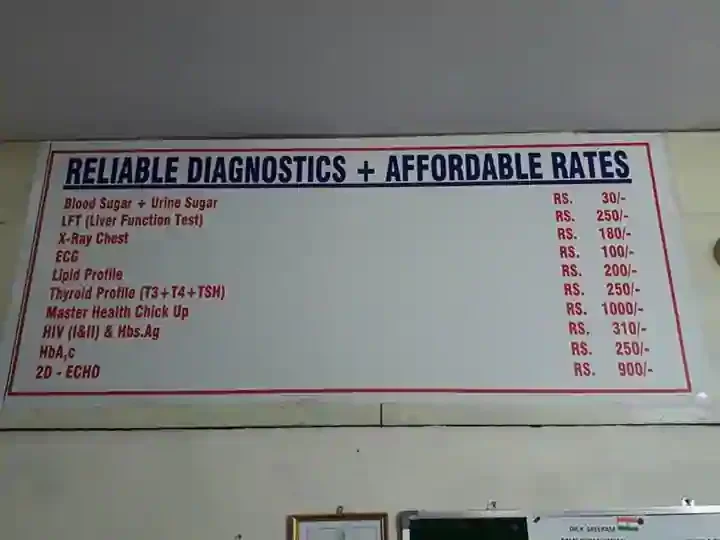 RELIABLE DIAGNOSTICS + AFFORDABLE RATES
Blood Sugar + Urine Sugar RS. 30/-
LFT (Liver Function Test) RS. 250/-
X-Ray Chest RS. 180/-
ECG RS. 100/-
Lipid Profile RS. 200/-
Thyroid Profile (T3+T4+TSH) RS. 250/-
Master Health Chick Up RS. 1000/-
HIV (I&II) & Hbs.Ag RS. 310/-
HbA,c RS. 250/-
2D - ECHO RS. 900/-